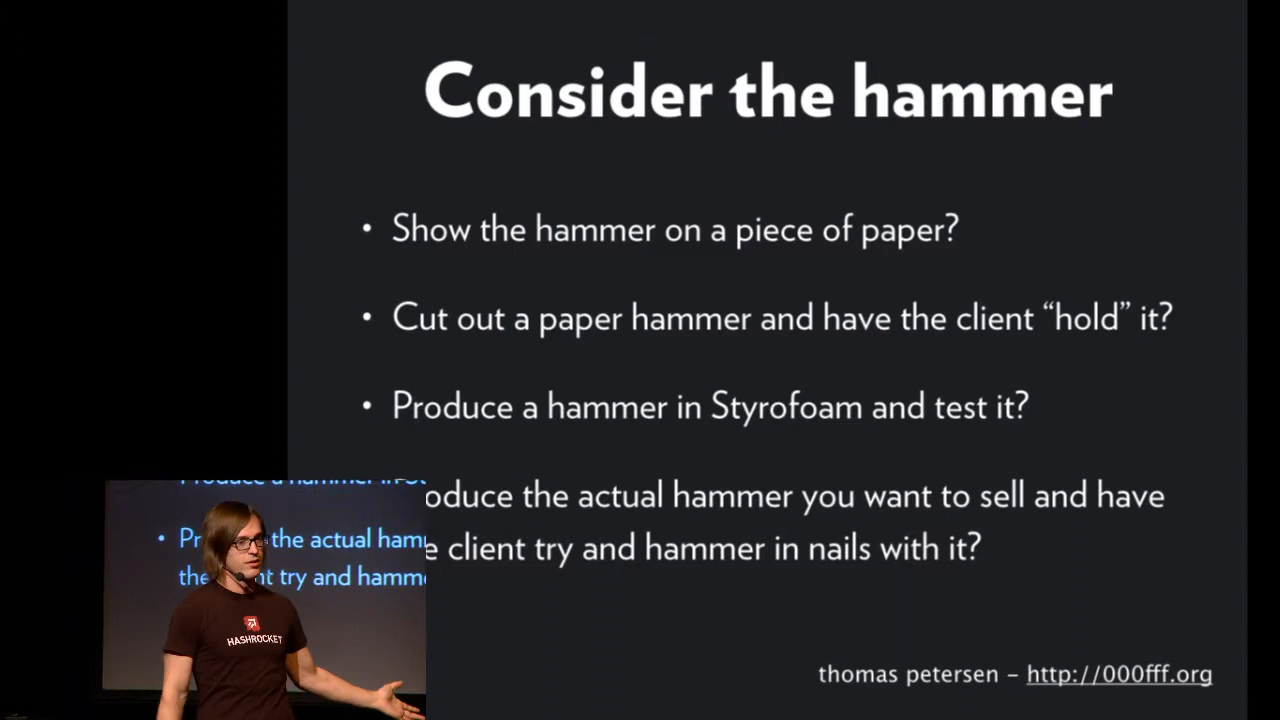 Consider the hammer
• Show the hammer on a piece of paper?
• Cut out a paper hammer and have the client “hold” it?
• Produce a hammer in Styrofoam and test it?
oduce the actual hammer you want to sell and have
e client try and hammer in nails with it?
thomas petersen – http://000fff.org
Produce a hammer in St
• Pr the actual hamm
the nt try and hamme
HASHROCKET